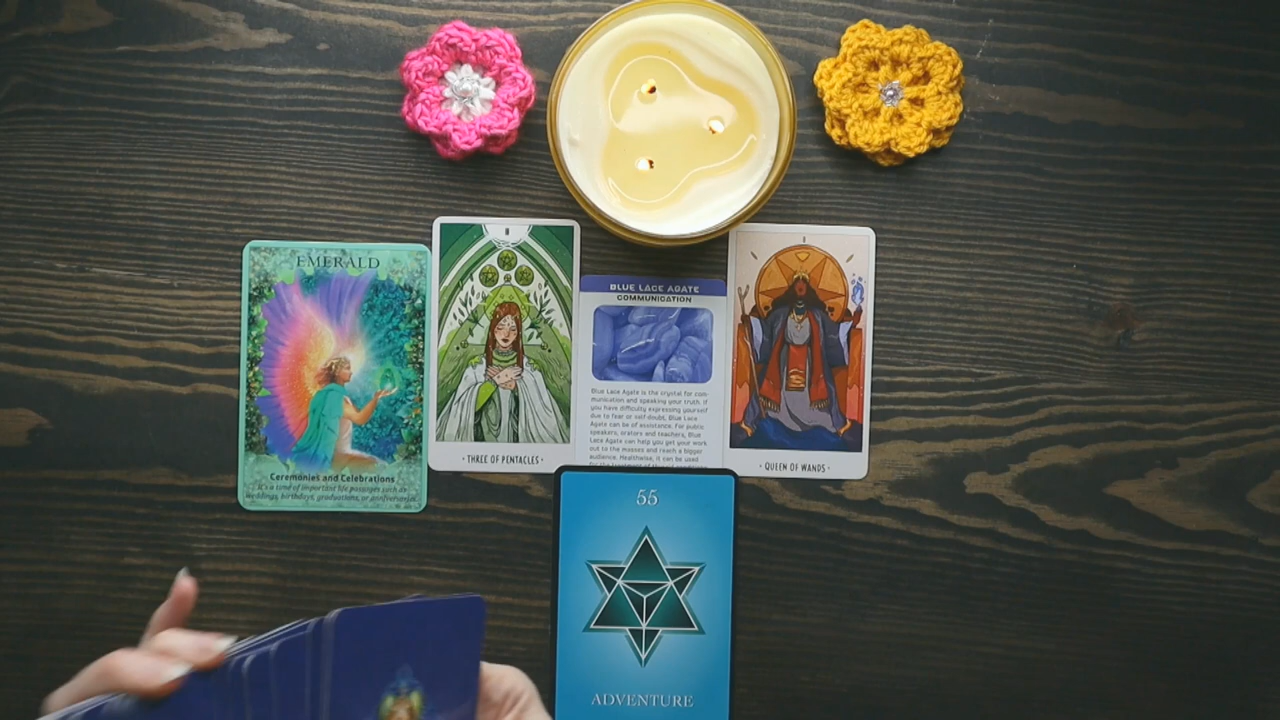 EMERALD
Ceremonies and Celebrations
It's a time of important life passages such as
weddings, birthdays, graduations, or anniversaries.
THREE OF PENTACLES
BLUE LACE AGATE
COMMUNICATION
Blue Lace Agate is the crystal for com-
munication and speaking your truth. If
you have difficulty expressing yourself
due to fear or self-doubt, Blue Lace
Agate can be of assistance. For public
speakers, orators and teachers, Blue
Lace Agate can help you get your work
out to the masses and reach a bigger
audience. Healthwise, it can be used
for the treatment of
QUEEN OF WANDS
55
ADVENTURE